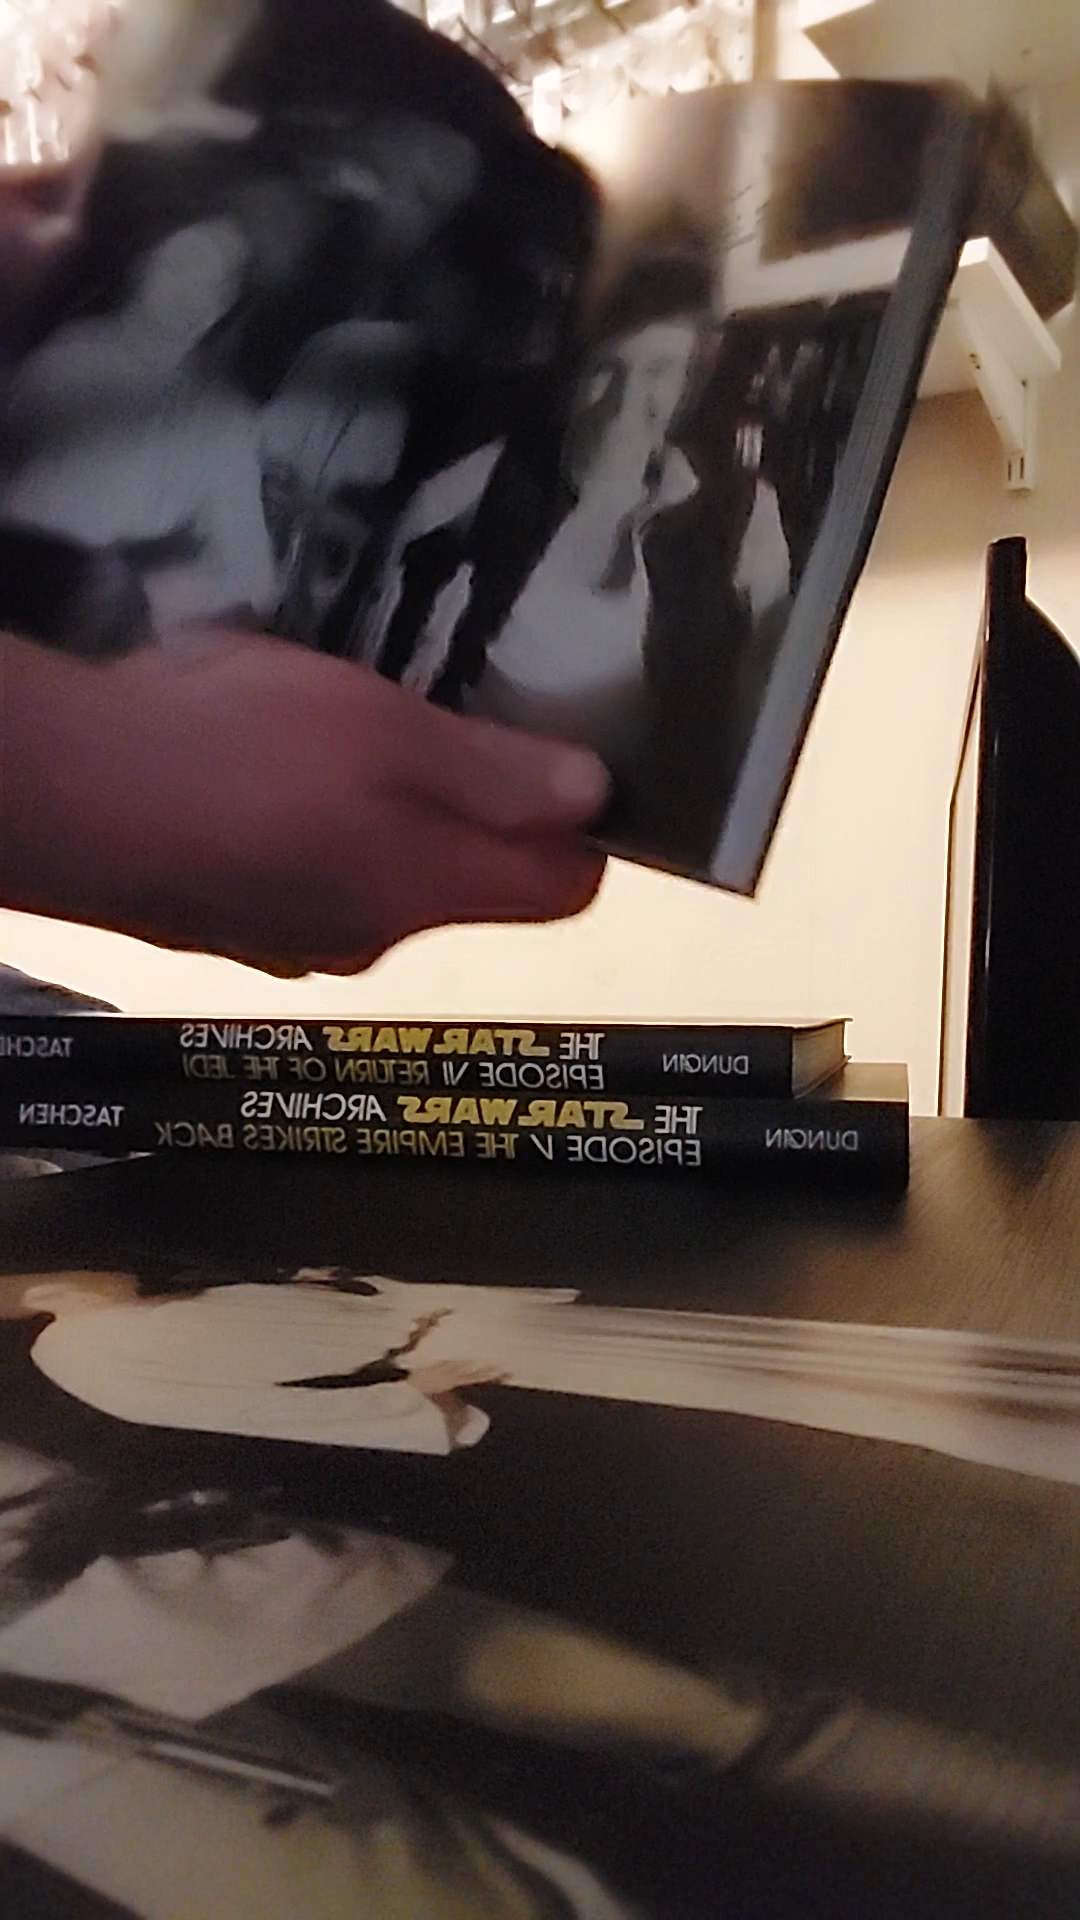 DUNCAN THE STAR WARS ARCHIVES TASCHE
EPISODE VI RETURN OF THE JEDI
DUNCAN THE STAR WARS ARCHIVES TASCHEN
EPISODE V THE EMPIRE STRIKES BACK